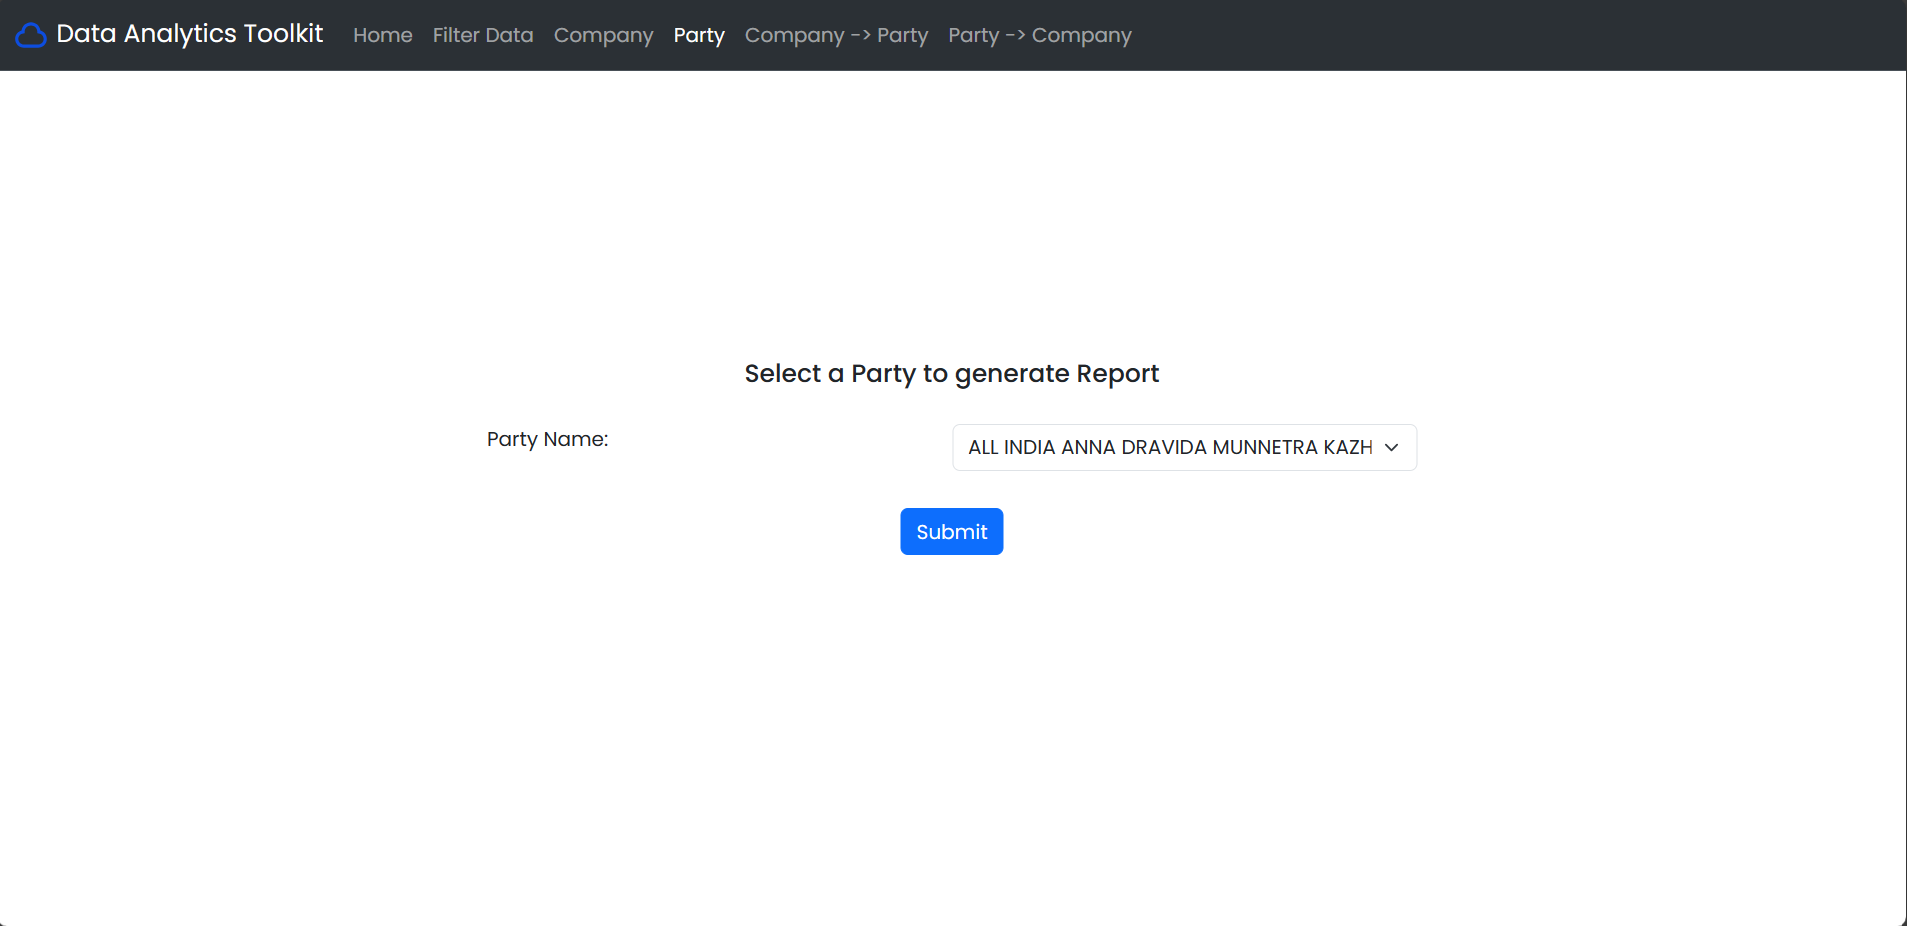 Data Analytics Toolkit Home Filter Data Company Party Company -> Party Party -> Company
Select a Party to generate Report
Party Name: ALL INDIA ANNA DRAVIDA MUNNETRA KAZH
Submit